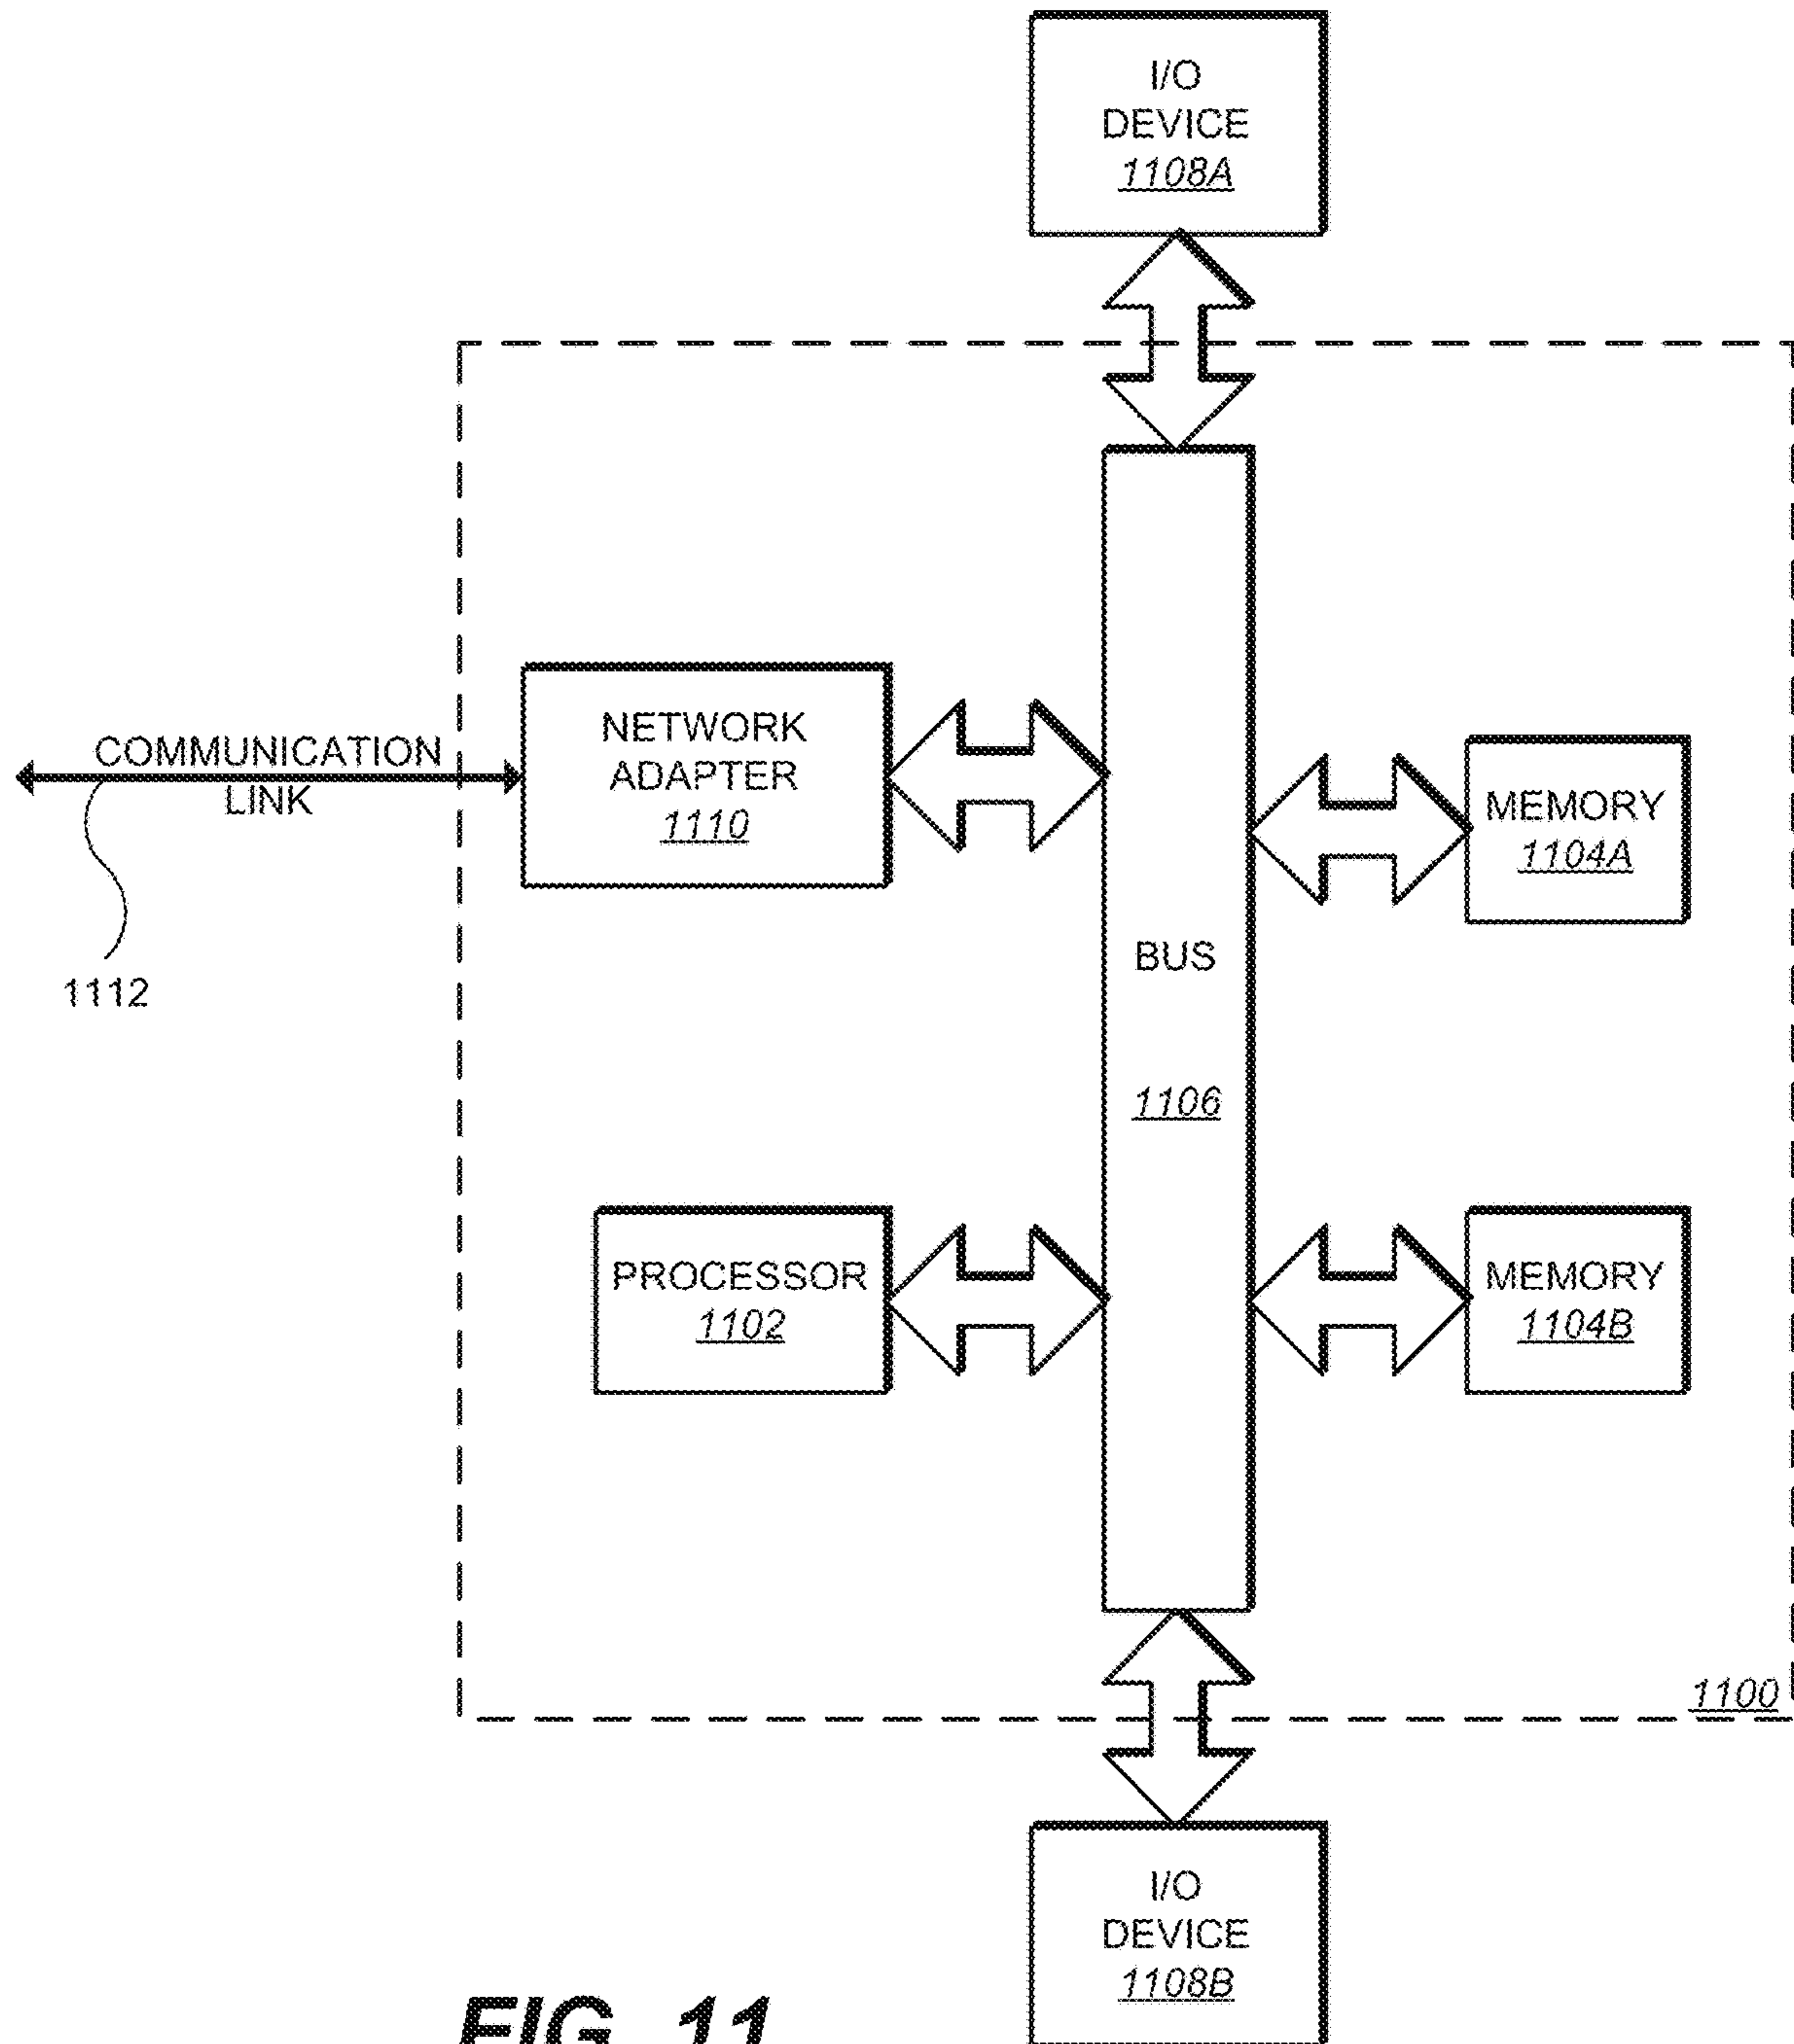 I/O
DEVICE
1108A
COMMUNICATION
LINK
1112
NETWORK
ADAPTER
1110
MEMORY
1104A
BUS
1106
PROCESSOR
1102
MEMORY
1104B
1100
I/O
DEVICE
1108B
FIG. 11